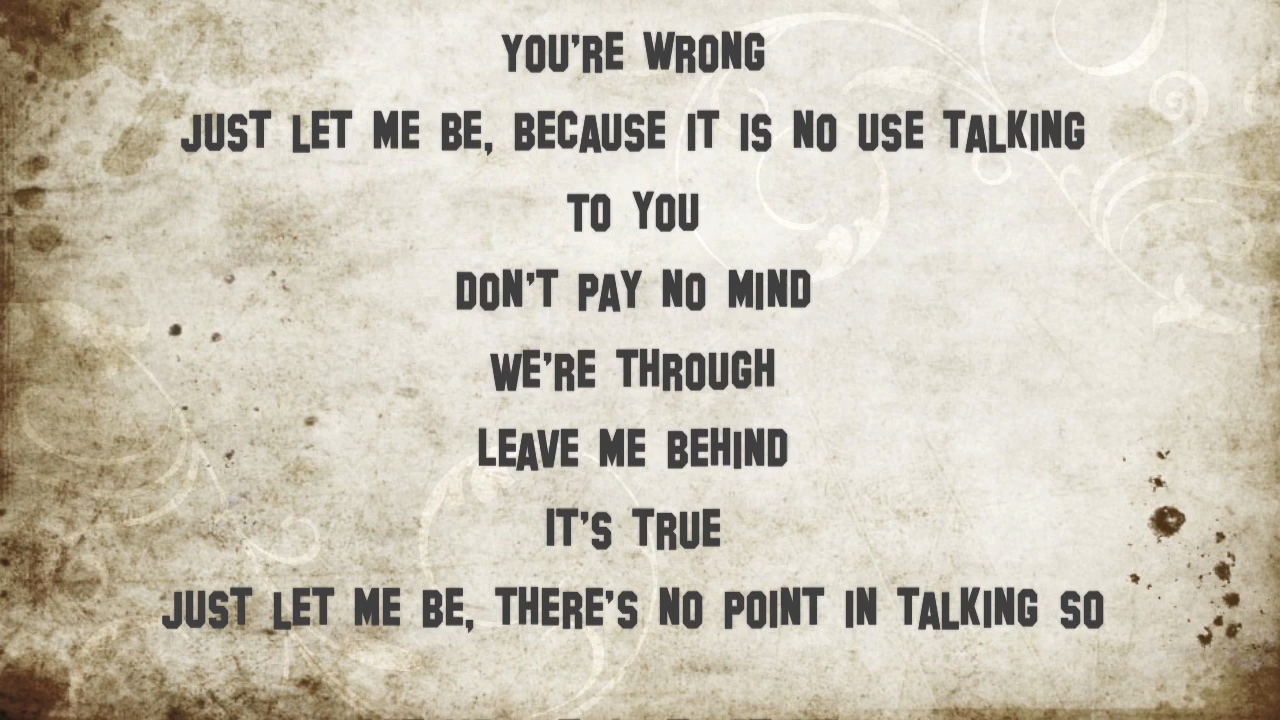 YOU'RE WRONG
JUST LET ME BE, BECAUSE IT IS NO USE TALKING
TO YOU
DON'T PAY NO MIND
WE'RE THROUGH
LEAVE ME BEHIND
IT'S TRUE
JUST LET ME BE, THERE'S NO POINT IN TALKING SO